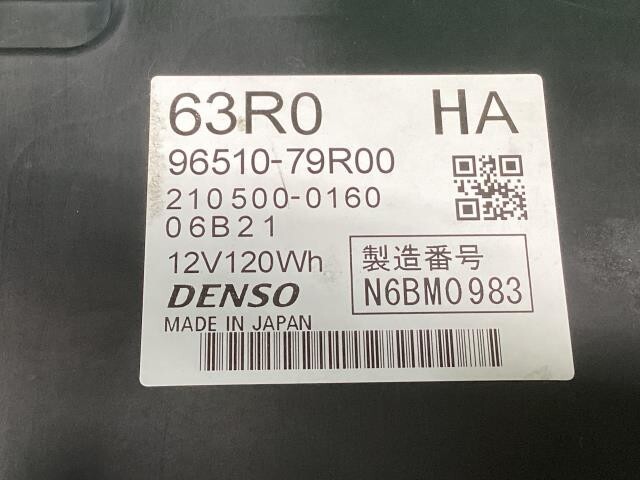 63R0 HA
96510-79R00
210500-0160
06B21
12V120Wh
製造番号
DENSO
N6BM0983
MADE IN JAPAN